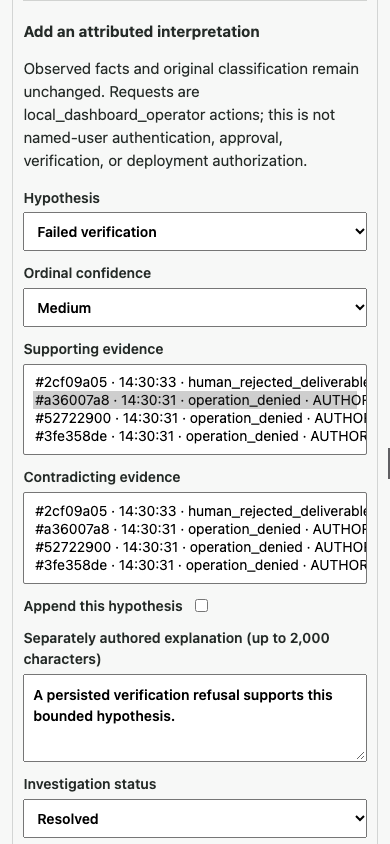 Add an attributed interpretation
Observed facts and original classification remain
unchanged. Requests are
local_dashboard_operator actions; this is not
named-user authentication, approval,
verification, or deployment authorization.
Hypothesis
Failed verification
Ordinal confidence
Medium
Supporting evidence
#2cf09a05 · 14:30:33 · human_rejected_deliverable
#a36007a8 · 14:30:31 · operation_denied · AUTHOR
#52722900 · 14:30:31 · operation_denied · AUTHOR
#3fe358de · 14:30:31 · operation_denied · AUTHOR
Contradicting evidence
#2cf09a05 · 14:30:33 · human_rejected_deliverable
#a36007a8 · 14:30:31 · operation_denied · AUTHOR
#52722900 · 14:30:31 · operation_denied · AUTHOR
#3fe358de · 14:30:31 · operation_denied · AUTHOR
Append this hypothesis
Separately authored explanation (up to 2,000
characters)
A persisted verification refusal supports this
bounded hypothesis.
Investigation status
Resolved